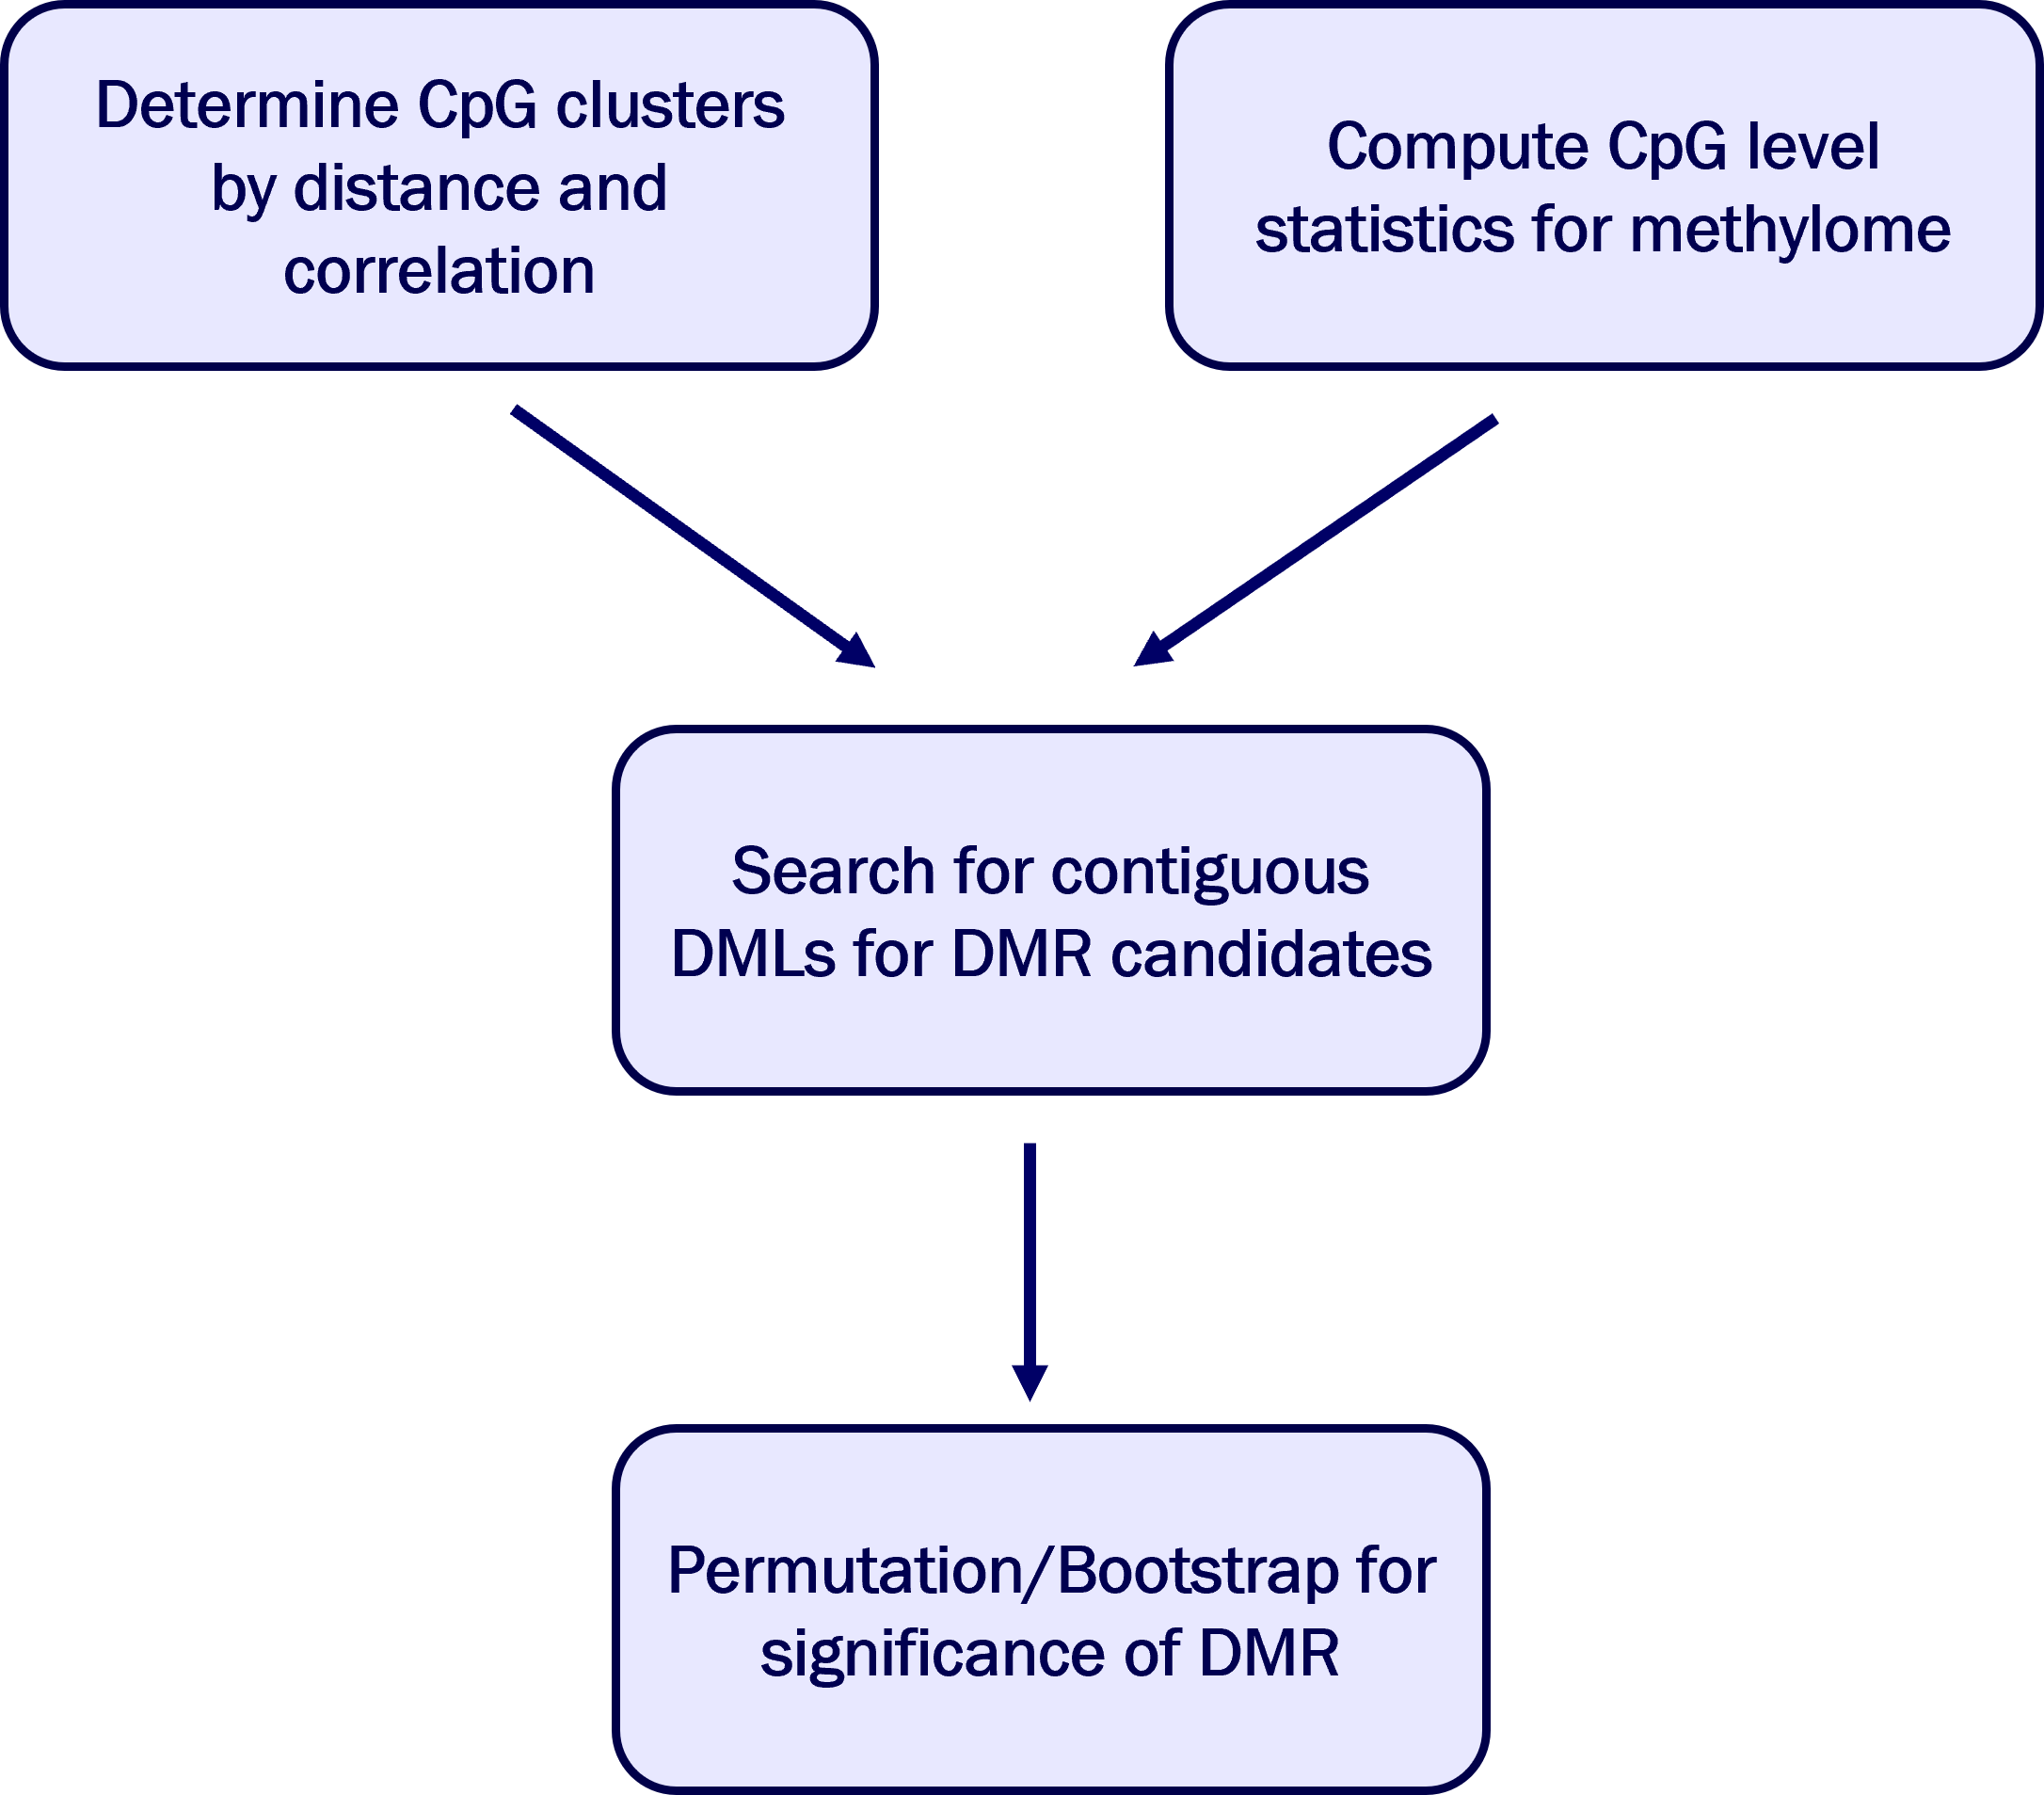 Determine CpG clusters
by distance and
correlation
Compute CpG level
statistics for methylome
Search for contiguous
DMLs for DMR candidates
Permutation/Bootstrap for
significance of DMR